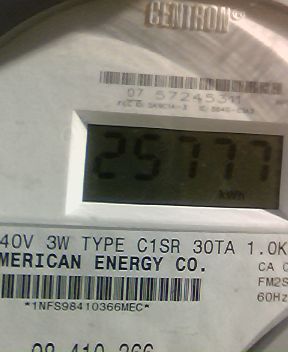 CENTRON®
07 57245311
25777
kWh
40V 3W TYPE C1SR 30TA 1.0K
MERICAN ENERGY CO.
CA 0
FM2S
60Hz
*1NFS98410366MEC*
98 410 366